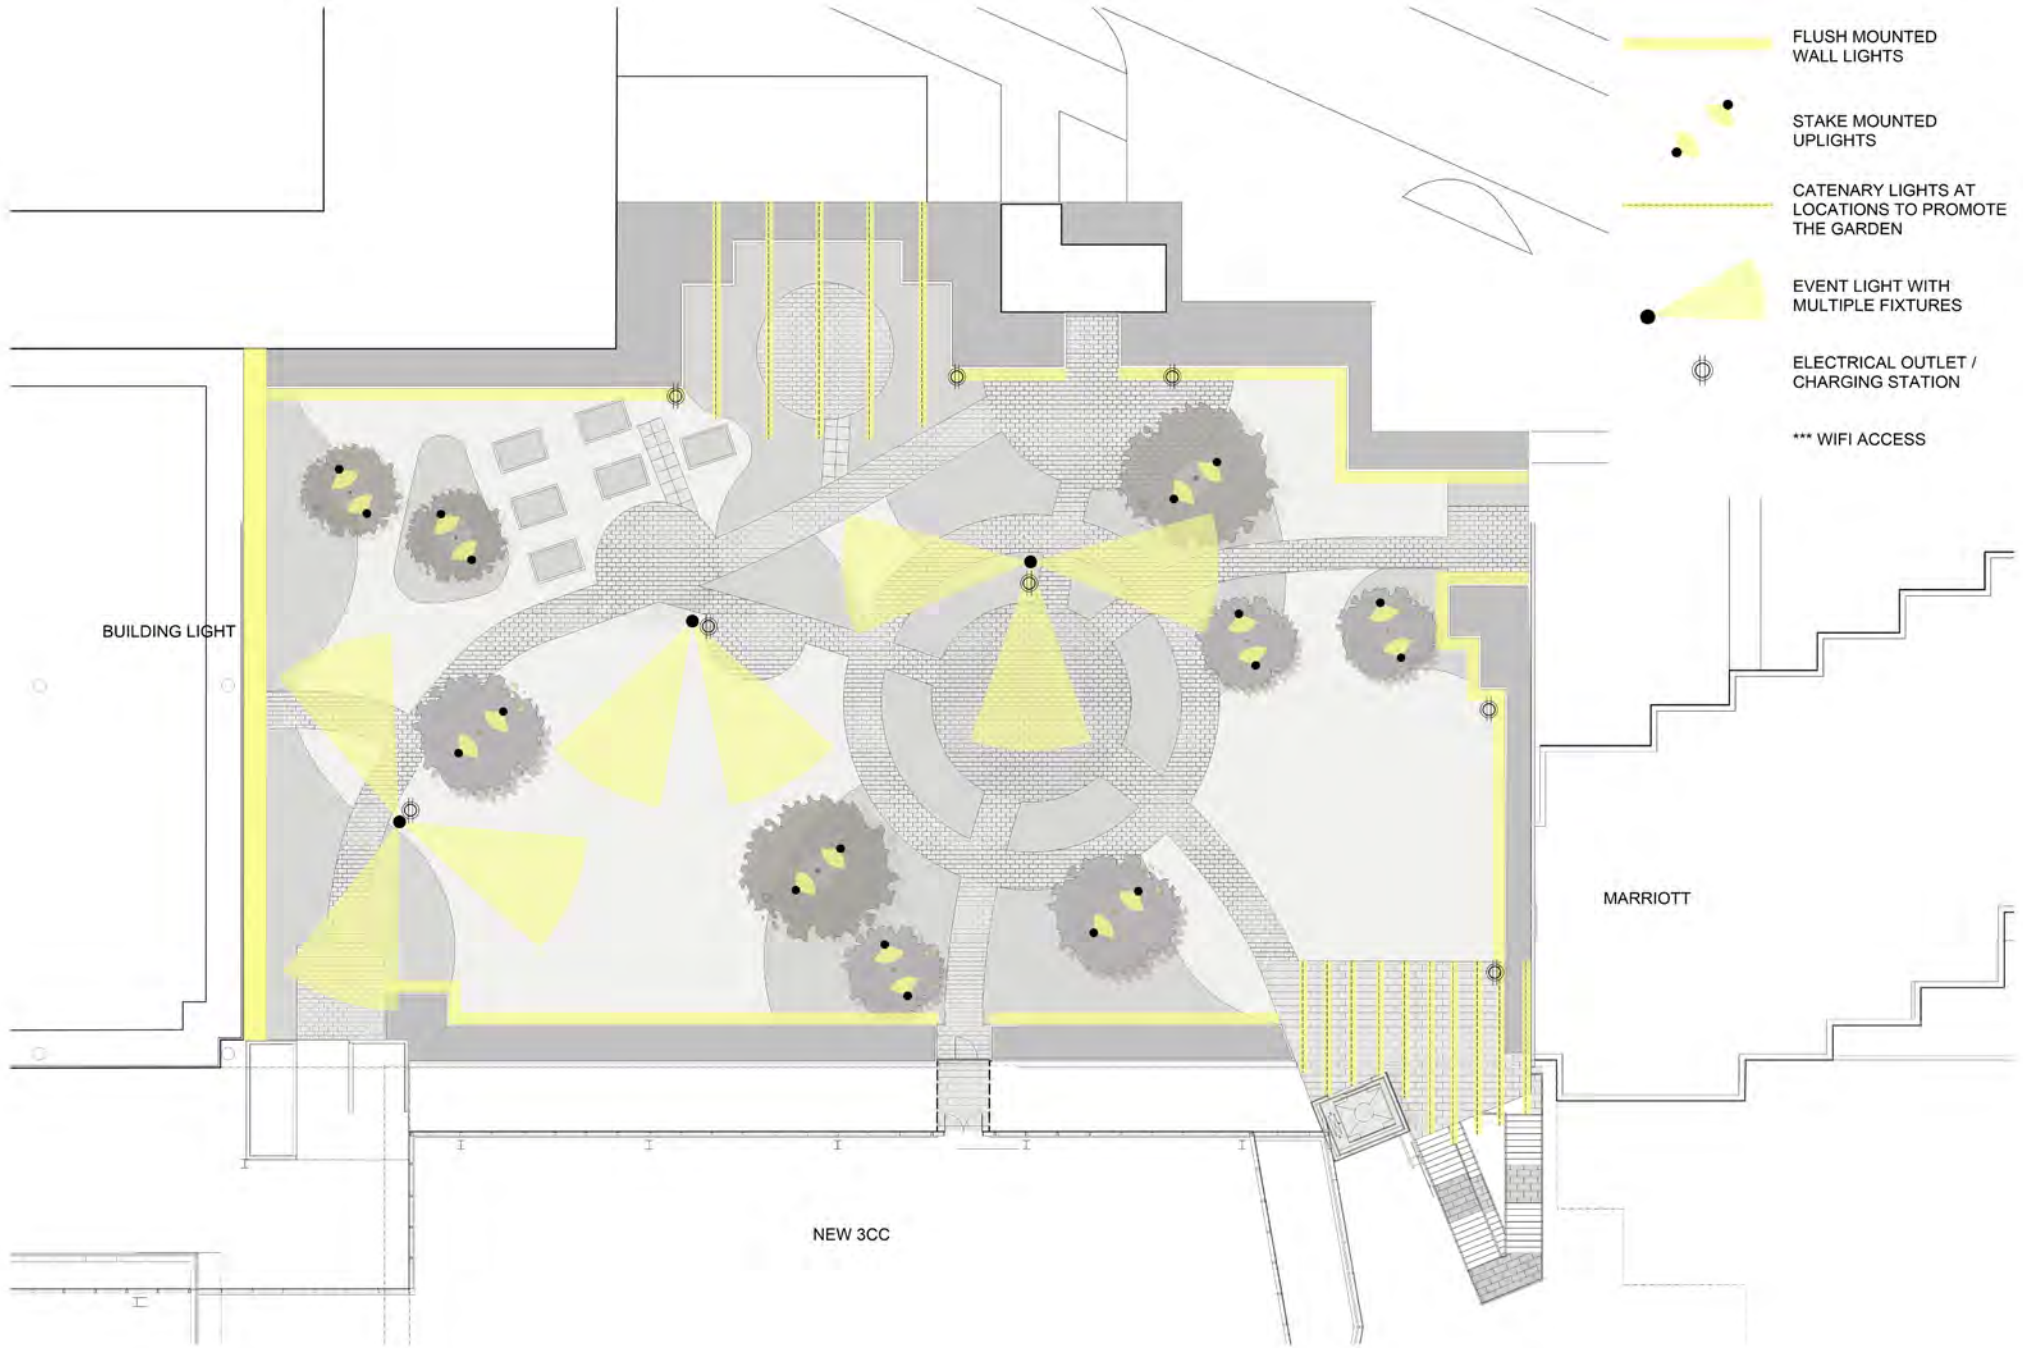 FLUSH MOUNTED
WALL LIGHTS
STAKE MOUNTED
UPLIGHTS
CATENARY LIGHTS AT
LOCATIONS TO PROMOTE
THE GARDEN
EVENT LIGHT WITH
MULTIPLE FIXTURES
ELECTRICAL OUTLET /
CHARGING STATION
*** WIFI ACCESS
BUILDING LIGHT
MARRIOTT
NEW 3CC